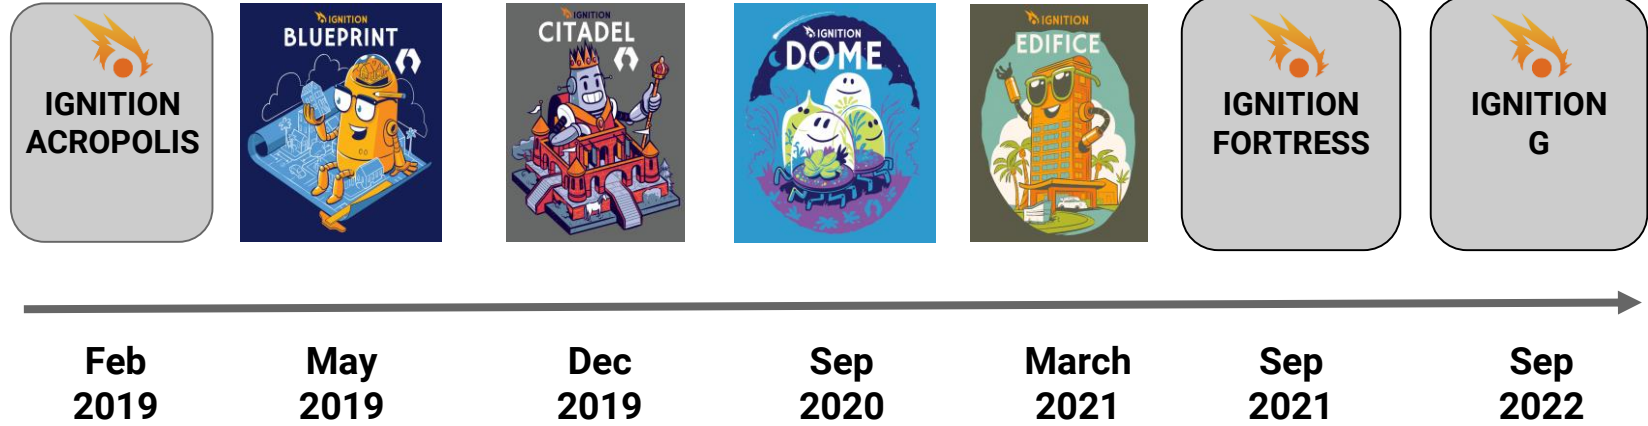 IGNITION
ACROPOLIS
IGNITION
BLUEPRINT
IGNITION
CITADEL
IGNITION
DOME
IGNITION
EDIFICE
IGNITION
FORTRESS
IGNITION
G
Feb
2019
May
2019
Dec
2019
Sep
2020
March
2021
Sep
2021
Sep
2022